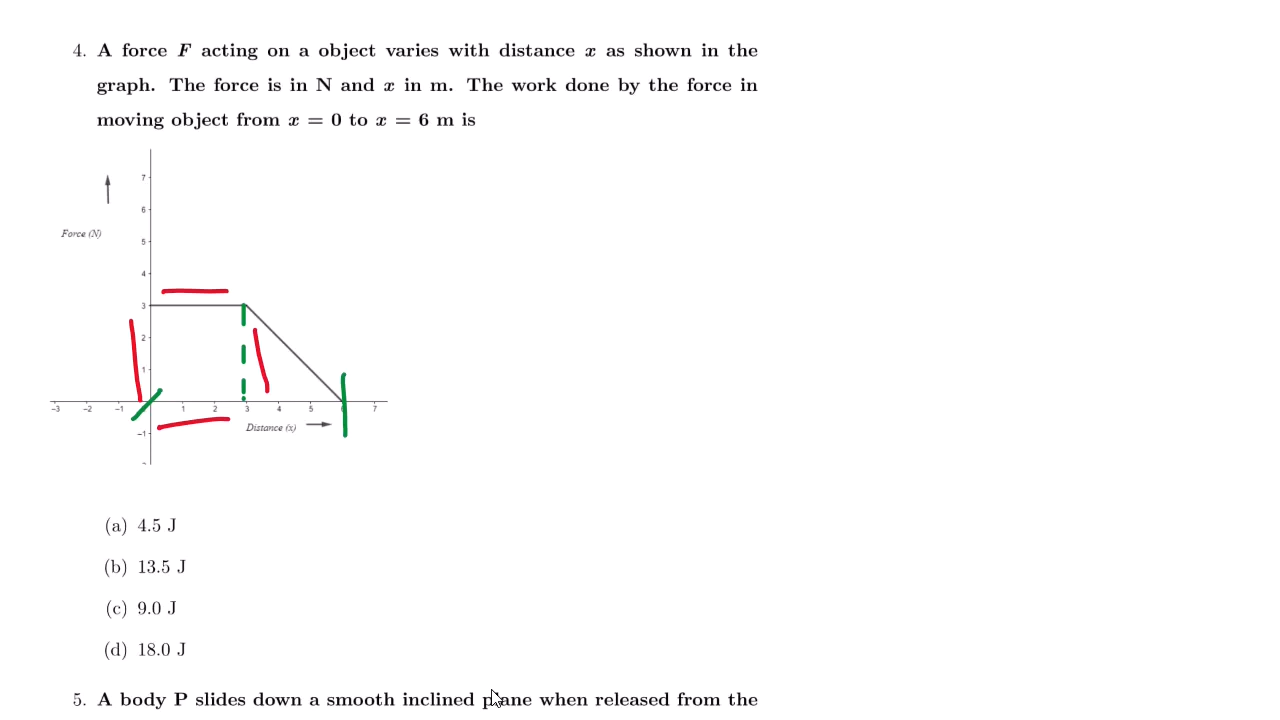 4. A force F acting on a object varies with distance x as shown in the
graph. The force is in N and x in m. The work done by the force in
moving object from x = 0 to x = 6 m is
7
6
Force (N)
5
4
3
2
1
-3 -2 -1 1 2 3 4 5 7
Distance (x)
-1
(a) 4.5 J
(b) 13.5 J
(c) 9.0 J
(d) 18.0 J
5. A body P slides down a smooth inclined plane when released from the